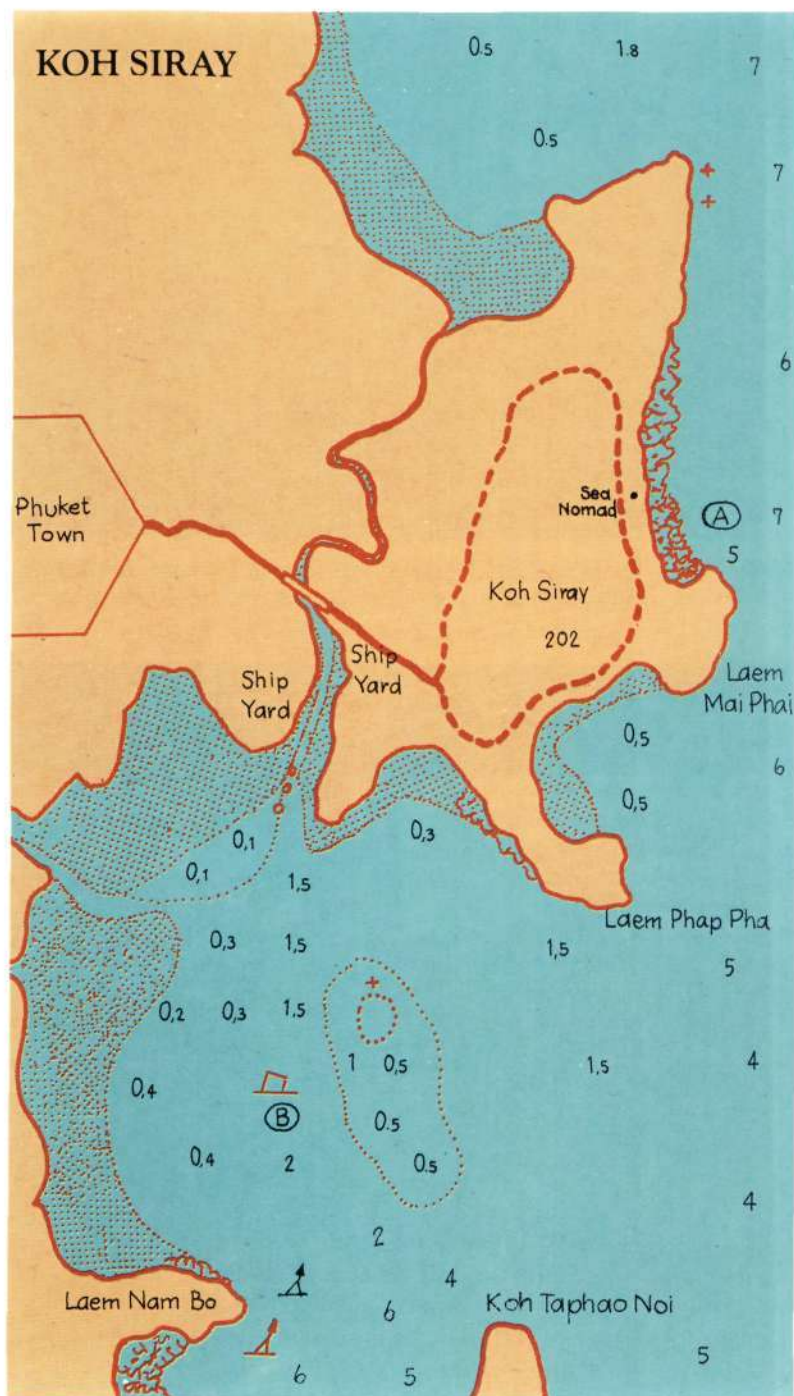 KOH SIRAY
0.5
1.8
7
0.5
7
6
Sea
Nomad
A
7
5
Phuket
Town
Koh Siray
202
Ship
Yard
Ship
Yard
Laem
Mai Phai
0,5
6
0,5
0,3
0,1
0,1
1,5
Laem Phap Pha
0,3
1,5
1,5
5
0,2
0,3
1,5
1
0,5
1,5
4
0,4
B
0.5
0,4
2
0.5
4
2
4
Laem Nam Bo
6
Koh Taphao Noi
5
6
5